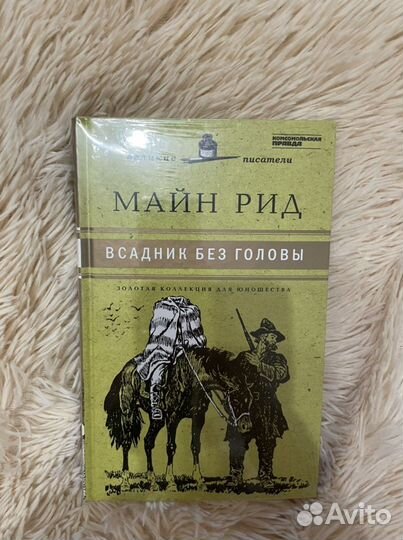 великие писатели
КОМСОМОЛЬСКАЯ
ПРАВДА
МАЙН РИД
ВСАДНИК БЕЗ ГОЛОВЫ
ЗОЛОТАЯ КОЛЛЕКЦИЯ ДЛЯ ЮНОШЕСТВА
Avito